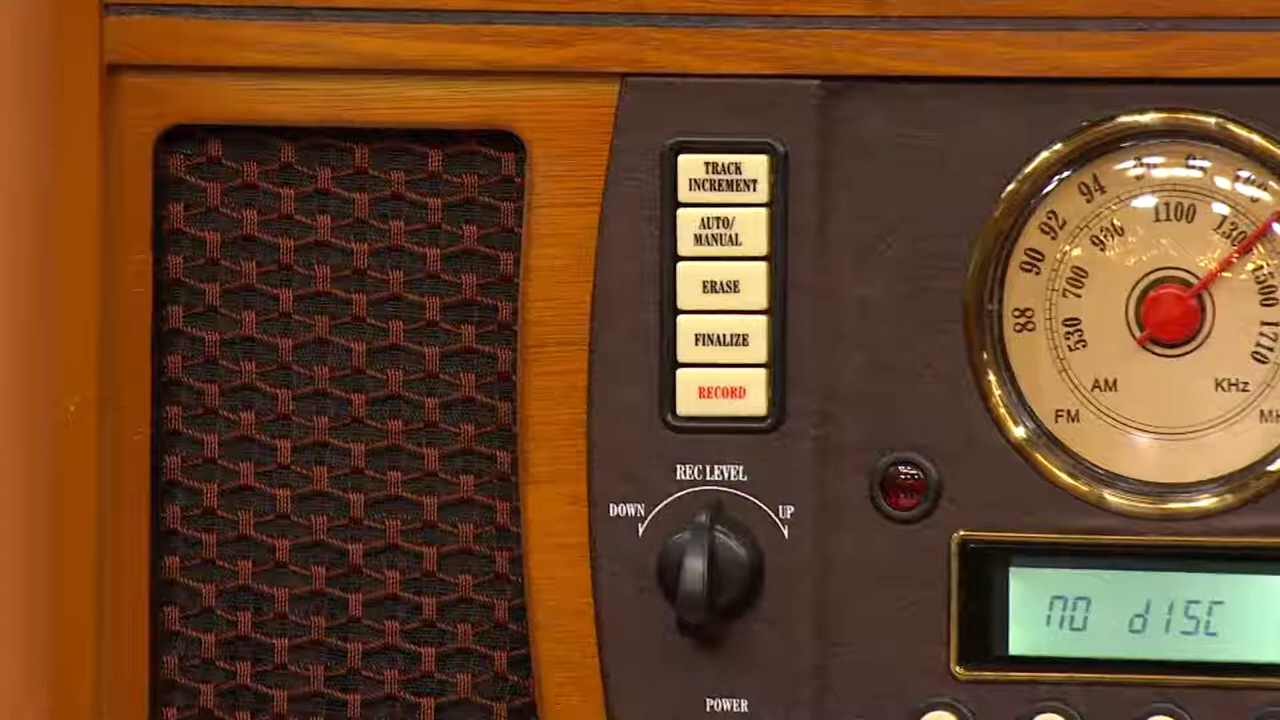 TRACK
INCREMENT
AUTO/
MANUAL
ERASE
FINALIZE
RECORD
REC LEVEL
DOWN
UP
POWER
88
90
92
94
530
700
1100
1710
AM
KHz
FM
NO dISC